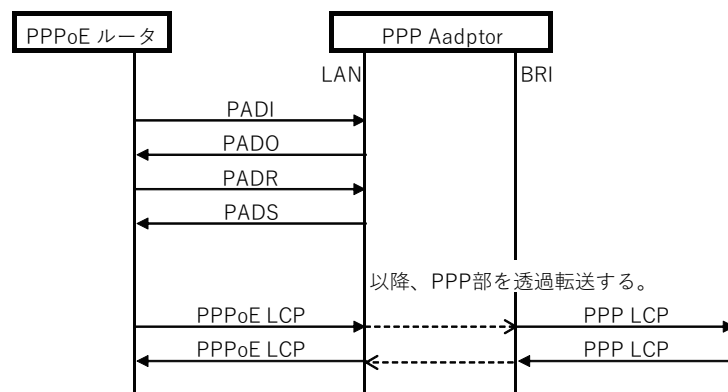 PPPoE ルータ
PPP Aadptor
LAN
BRI
PADI
PADO
PADR
PADS
以降、PPP部を透過転送する。
PPPoE LCP
PPP LCP
PPPoE LCP
PPP LCP